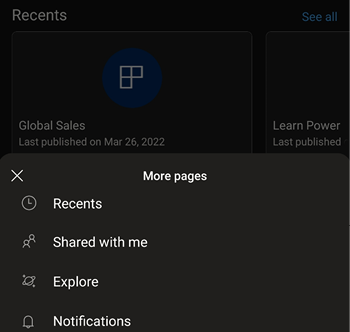 Recents
See all
Global Sales
Last published on Mar 26, 2022
Learn Power
Last published
More pages
Recents
Shared with me
Explore
Notifications